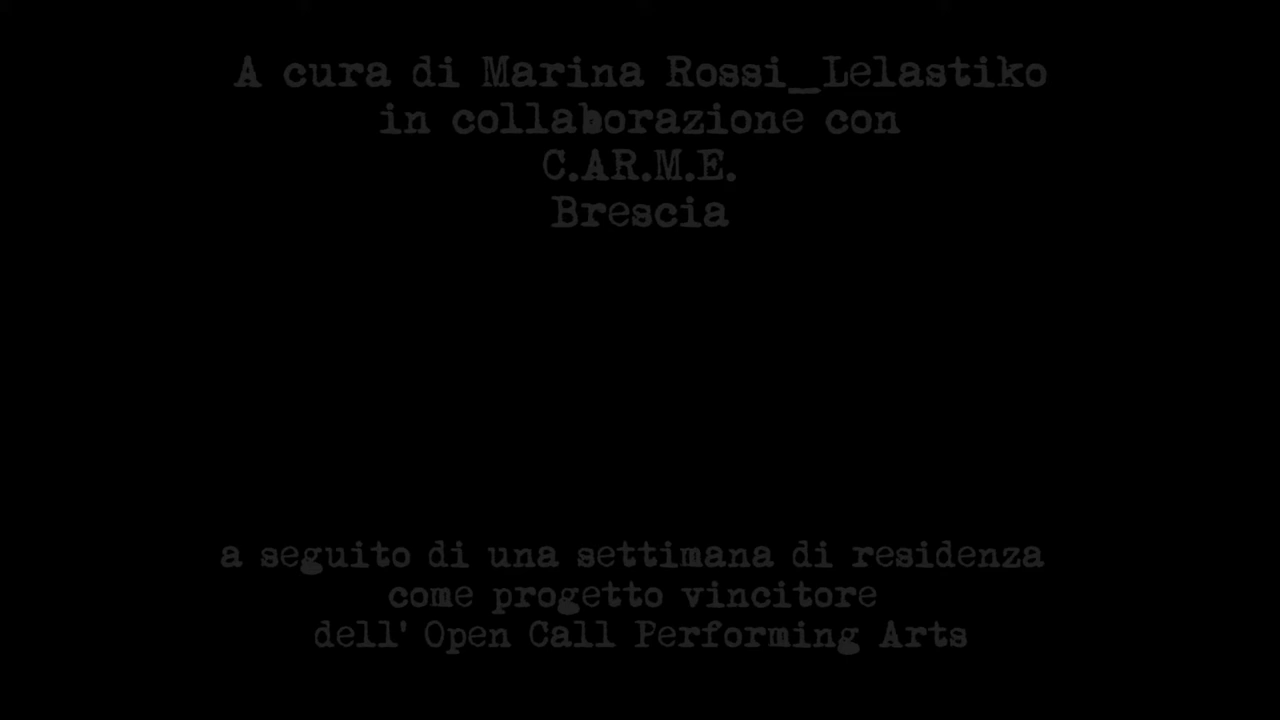 A cura di Marina Rossi_Lelastiko
in collaborazione con
C.AR.M.E.
Brescia
a seguito di una settimana di residenza
come progetto vincitore
dell' Open Call Performing Arts